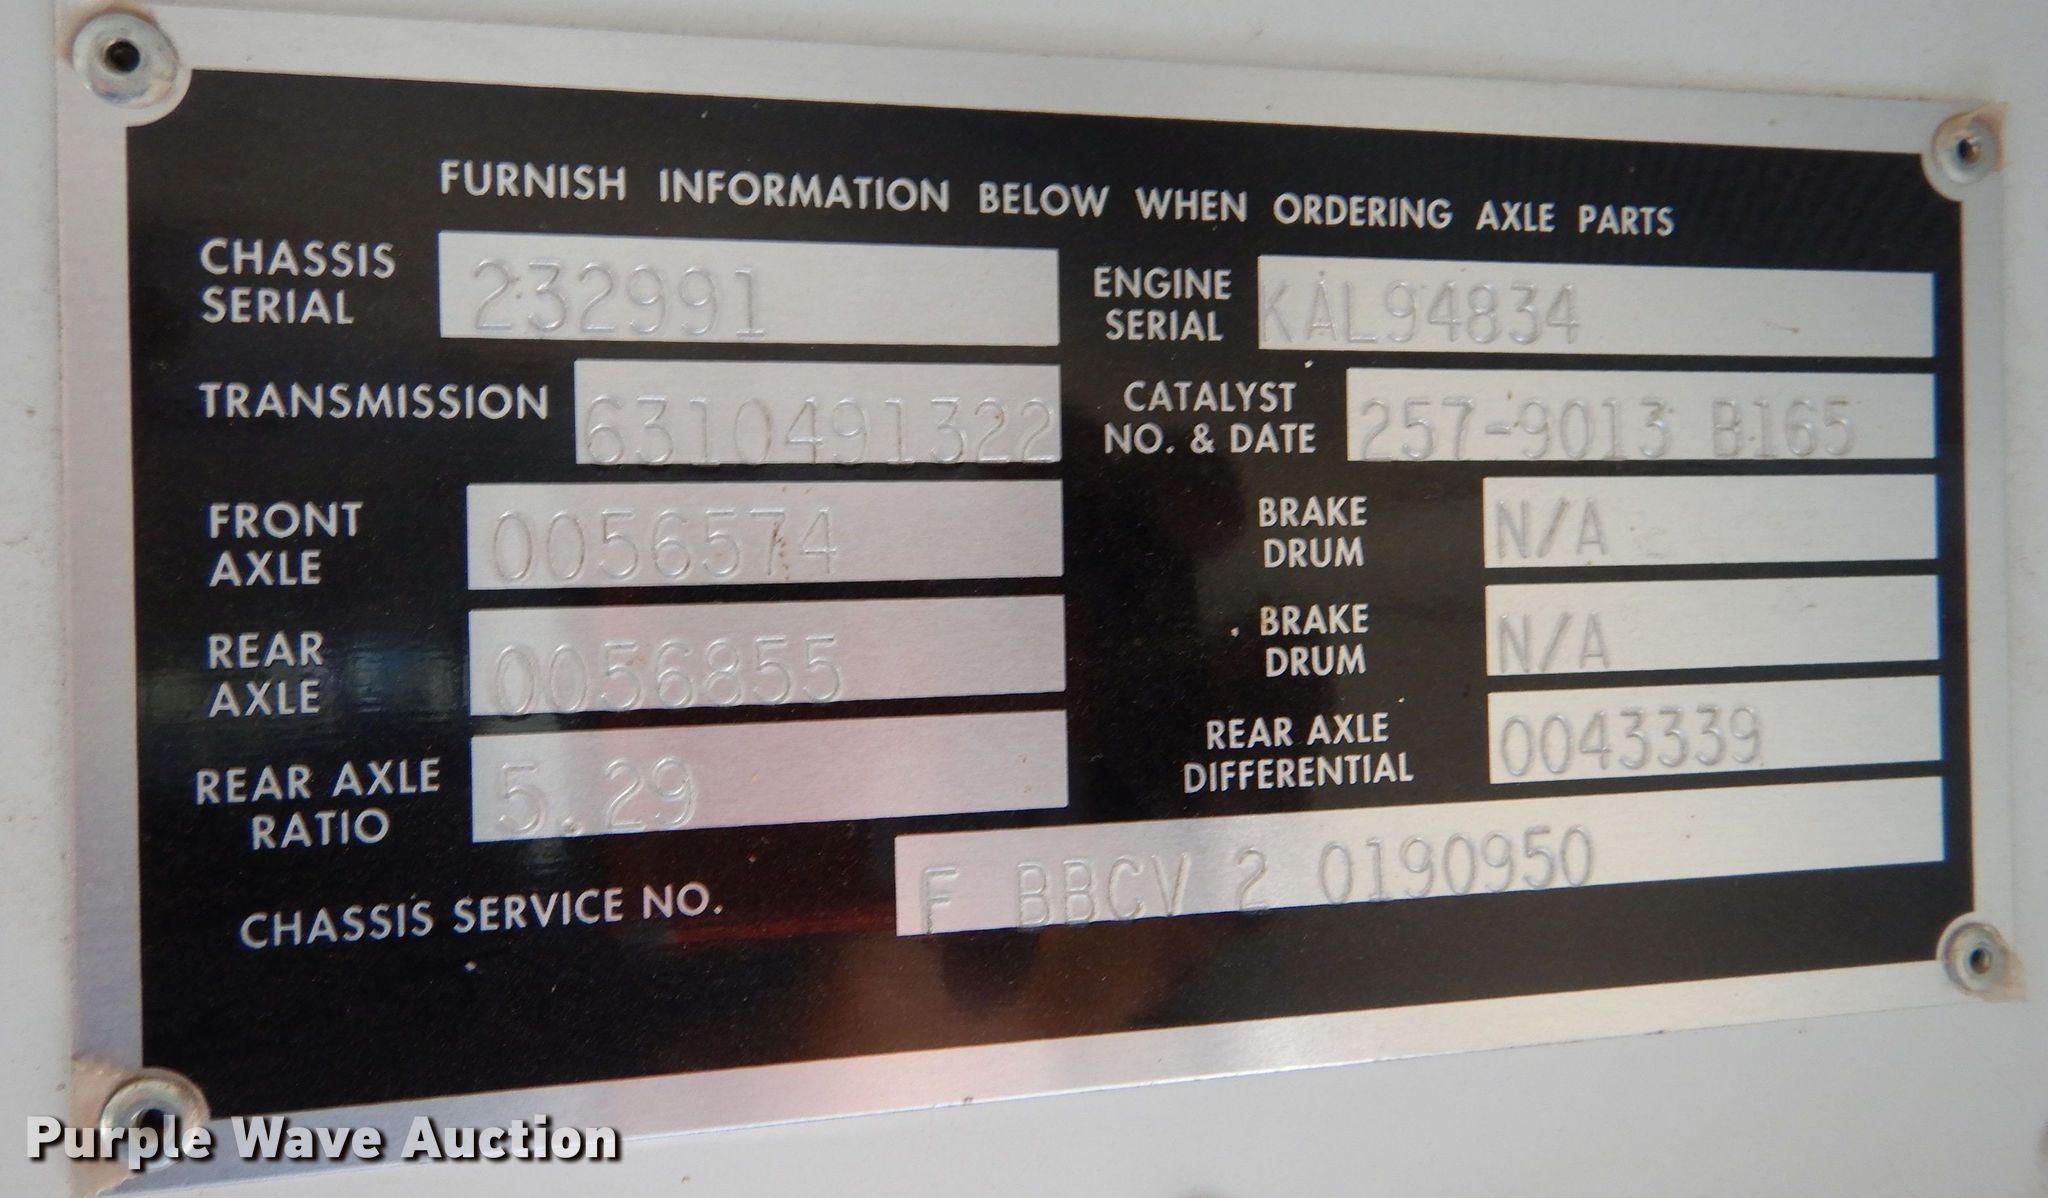 FURNISH INFORMATION BELOW WHEN ORDERING AXLE PARTS
CHASSIS SERIAL 232991
ENGINE SERIAL KAL94834
TRANSMISSION 6310491322
CATALYST NO. & DATE 257-9013 B165
FRONT AXLE 0056574
BRAKE DRUM N/A
REAR AXLE 0056855
BRAKE DRUM N/A
REAR AXLE RATIO 5.29
REAR AXLE DIFFERENTIAL 0043339
CHASSIS SERVICE NO. F BBCV 2 0190950
Purple Wave Auction